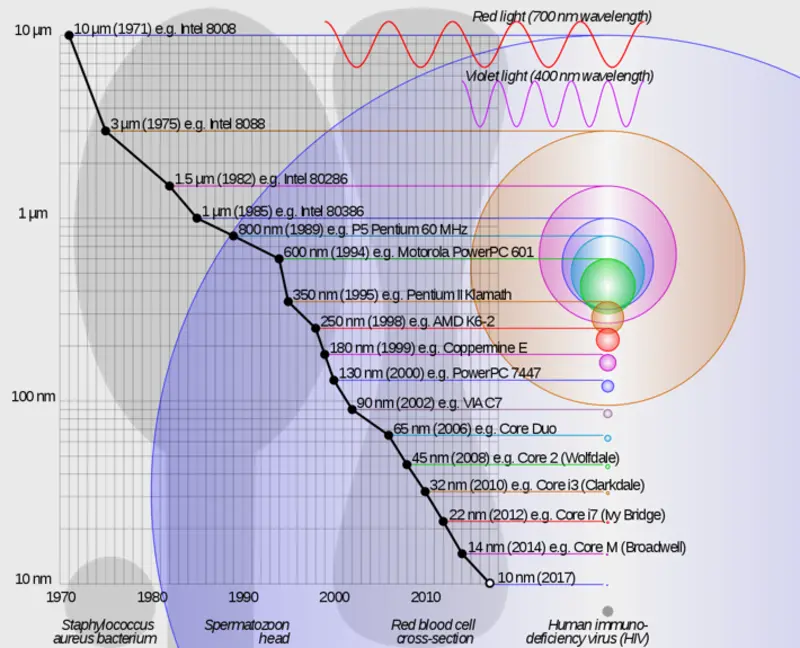 Red light (700 nm wavelength)
10 µm
10 µm (1971) e.g. Intel 8008
Violet light (400 nm wavelength)
3 µm (1975) e.g. Intel 8088
1.5 µm (1982) e.g. Intel 80286
1 µm
1 µm (1985) e.g. Intel 80386
800 nm (1989) e.g. P5 Pentium 60 MHz
600 nm (1994) e.g. Motorola PowerPC 601
350 nm (1995) e.g. Pentium II Klamath
250 nm (1998) e.g. AMD K6-2
180 nm (1999) e.g. Coppermine E
130 nm (2000) e.g. PowerPC 7447
100 nm
90 nm (2002) e.g. VIA C7
65 nm (2006) e.g. Core Duo
45 nm (2008) e.g. Core 2 (Wolfdale)
32 nm (2010) e.g. Core i3 (Clarkdale)
22 nm (2012) e.g. Core i7 (Ivy Bridge)
14 nm (2014) e.g. Core M (Broadwell)
10 nm
10 nm (2017)
1970 1980 1990 2000 2010
Staphylococcus
aureus bacterium
Spermatozoon
head
Red blood cell
cross-section
Human immuno-
deficiency virus (HIV)